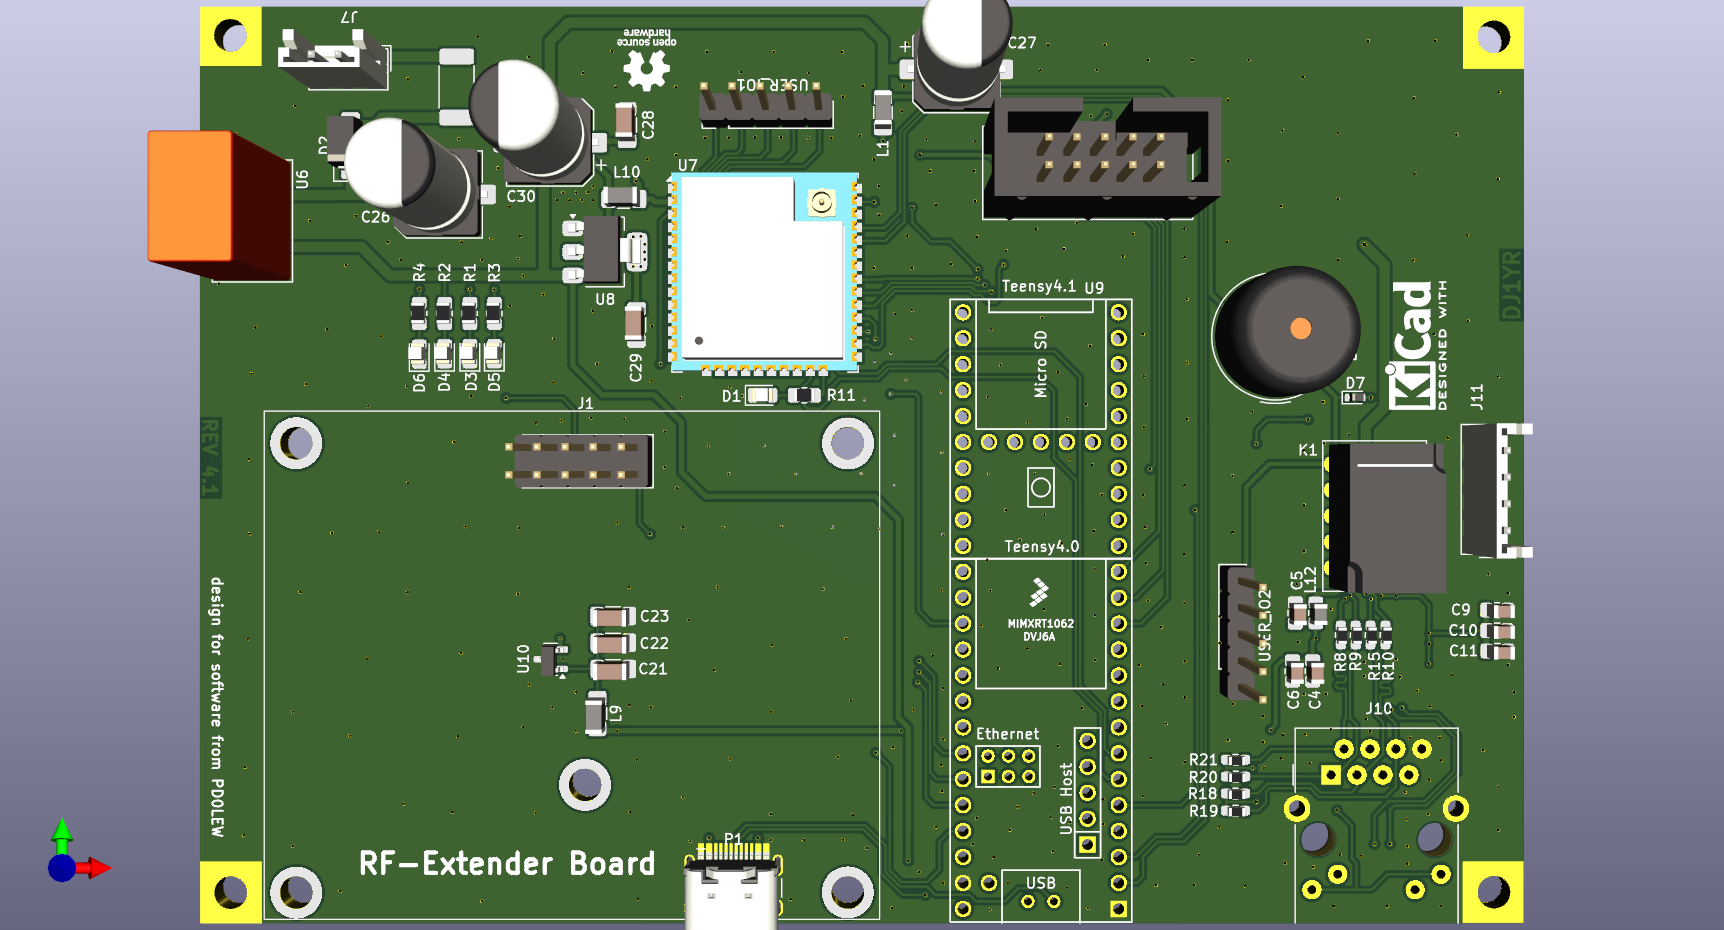 J7
open source
hardware
USER_IO1
C27
C28
L1
D2
U6
C26
C30
L10
U7
U8
C29
R4
R2
R1
R3
D6
D4
D3
D5
D1
R11
Teensy4.1
U9
Micro SD
DJ1YR
KiCad
DESIGNED WITH
D7
J11
K1
J1
REV 4.1
Teensy4.0
MIMXRT1062
DVJ6A
design for software from PD0LEW
C23
C22
C21
U10
L9
USER_IO2
C5
L12
C9
C10
C11
R8
R9
R15
R10
C6
C4
J10
Ethernet
USB Host
R21
R20
R18
R19
P1
RF-Extender Board
USB